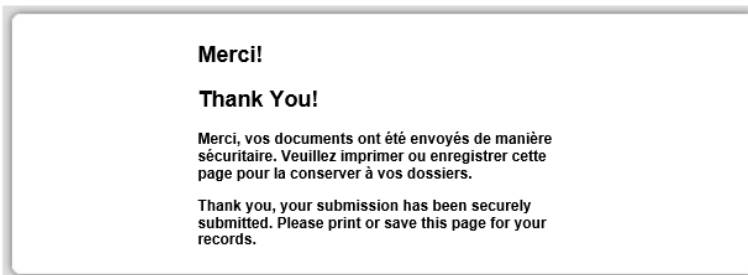 Merci!
Thank You!
Merci, vos documents ont été envoyés de manière
sécuritaire. Veuillez imprimer ou enregistrer cette
page pour la conserver à vos dossiers.
Thank you, your submission has been securely
submitted. Please print or save this page for your
records.